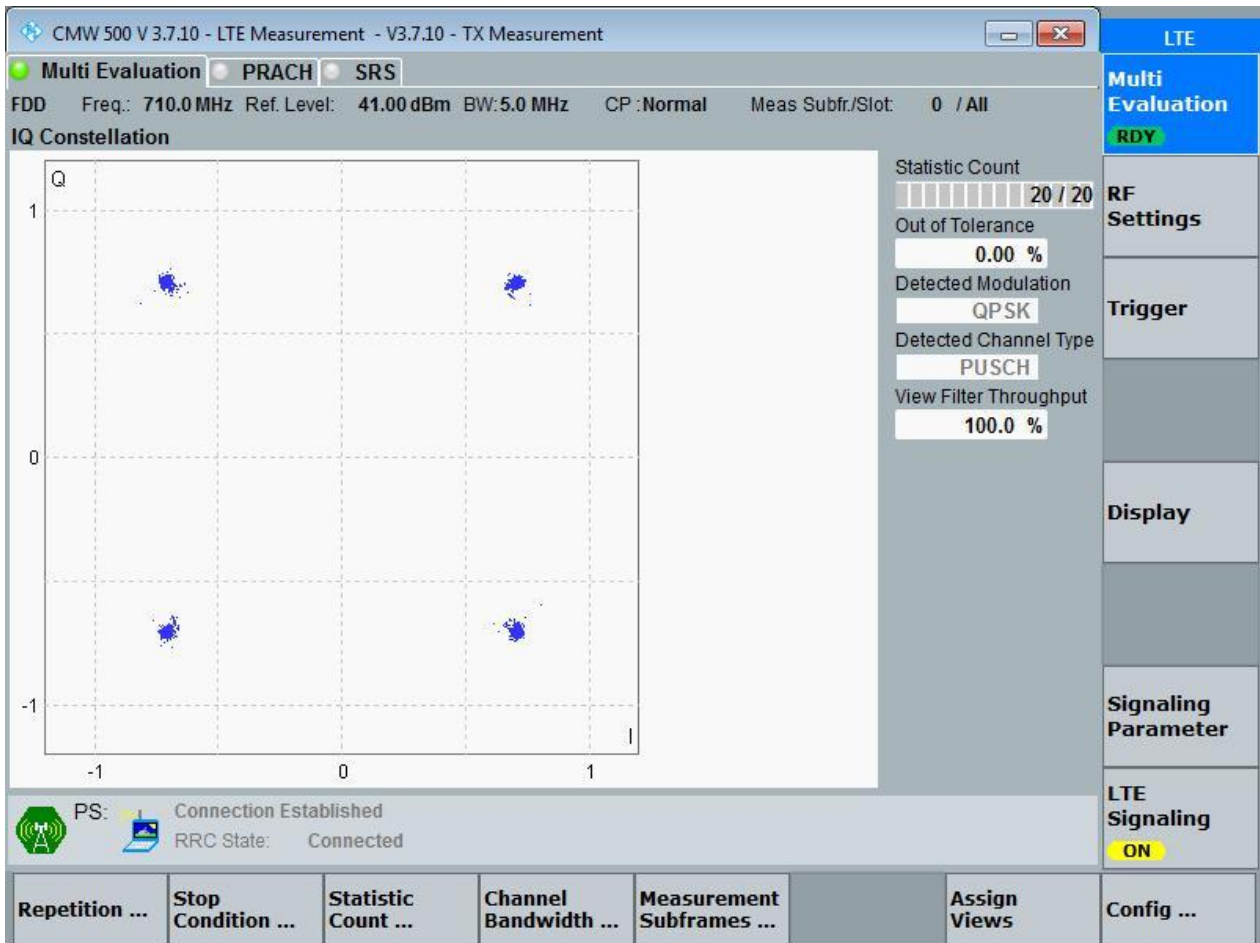 CMW 500 V 3.7.10 - LTE Measurement - V3.7.10 - TX Measurement
LTE
Multi Evaluation PRACH SRS
FDD Freq.: 710.0 MHz Ref. Level: 41.00 dBm BW: 5.0 MHz CP : Normal Meas Subfr./Slot: 0 / All
IQ Constellation
Q
1
0
-1
I
-1 0 1
Statistic Count
20 / 20
Out of Tolerance
0.00 %
Detected Modulation
QPSK
Detected Channel Type
PUSCH
View Filter Throughput
100.0 %
Multi
Evaluation
RDY
RF
Settings
Trigger
Display
Signaling
Parameter
LTE
Signaling
ON
PS: Connection Established
RRC State: Connected
Repetition ...
Stop
Condition ...
Statistic
Count ...
Channel
Bandwidth ...
Measurement
Subframes ...
Assign
Views
Config ...